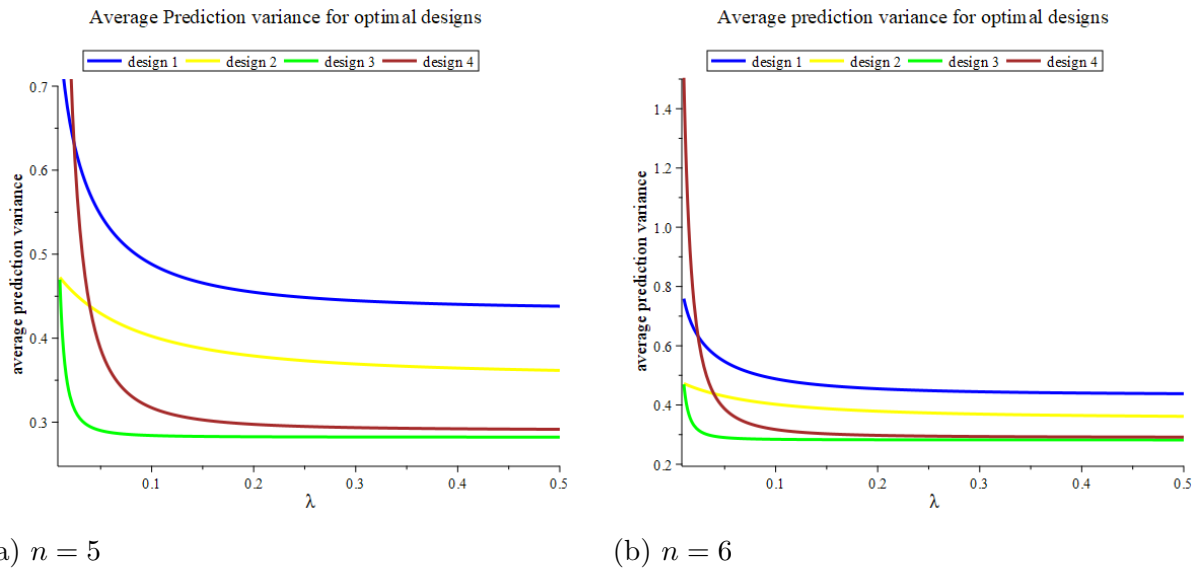 Average Prediction variance for optimal designs
design 1 design 2 design 3 design 4
0.7
0.6
0.5
0.4
0.3
average prediction variance
0.1 0.2 0.3 0.4 0.5
λ
a) n = 5
Average prediction variance for optimal designs
design 1 design 2 design 3 design 4
1.4
1.2
1.0
0.8
0.6
0.4
0.2
average prediction variance
0.1 0.2 0.3 0.4 0.5
λ
(b) n = 6